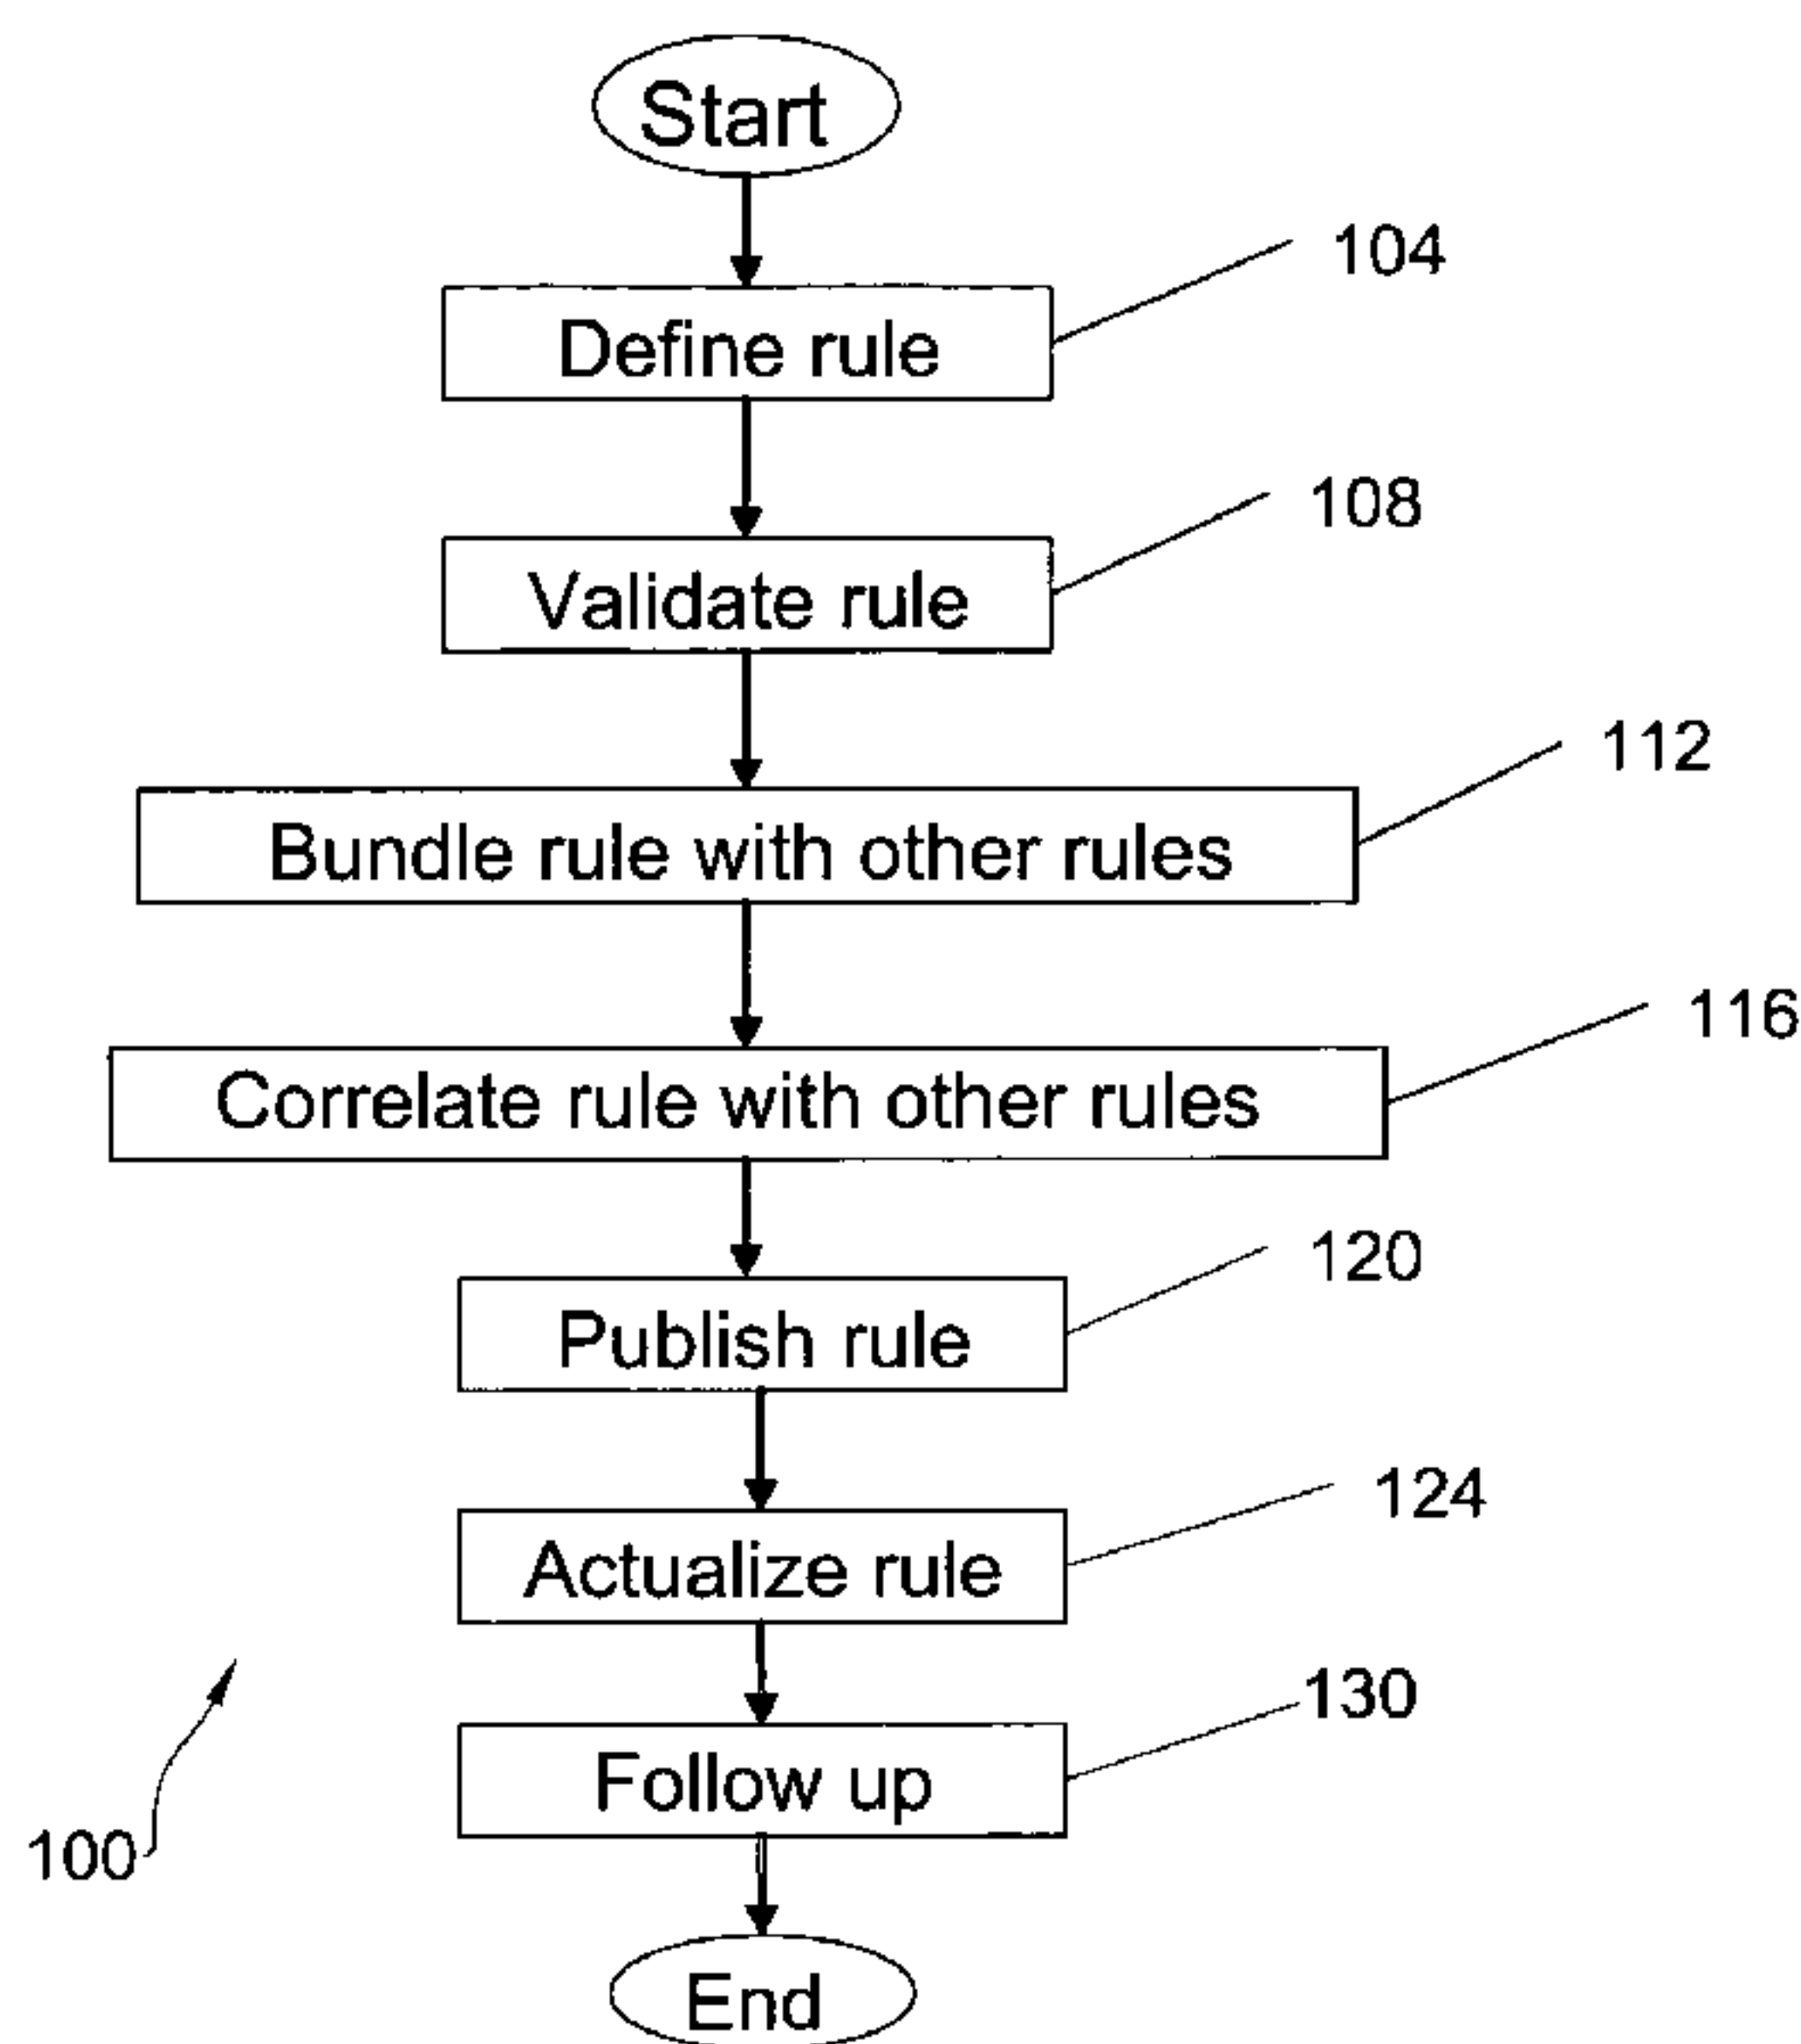 Start
104
Define rule
108
Validate rule
112
Bundle rule with other rules
116
Correlate rule with other rules
120
Publish rule
124
Actualize rule
130
Follow up
100
End